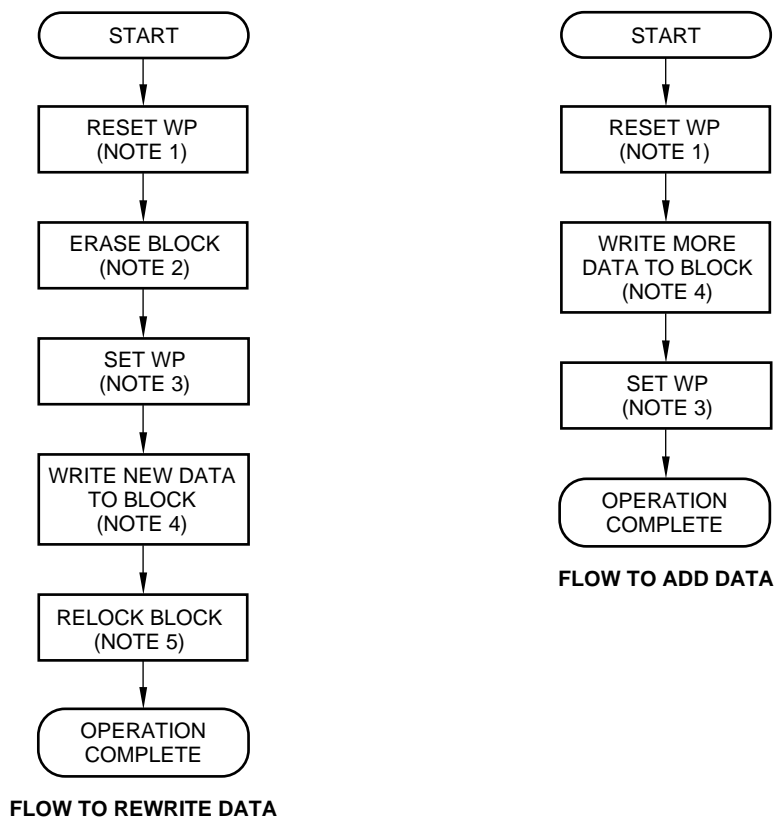 START
RESET WP
(NOTE 1)
ERASE BLOCK
(NOTE 2)
SET WP
(NOTE 3)
WRITE NEW DATA
TO BLOCK
(NOTE 4)
RELOCK BLOCK
(NOTE 5)
OPERATION
COMPLETE
FLOW TO REWRITE DATA
START
RESET WP
(NOTE 1)
WRITE MORE
DATA TO BLOCK
(NOTE 4)
SET WP
(NOTE 3)
OPERATION
COMPLETE
FLOW TO ADD DATA